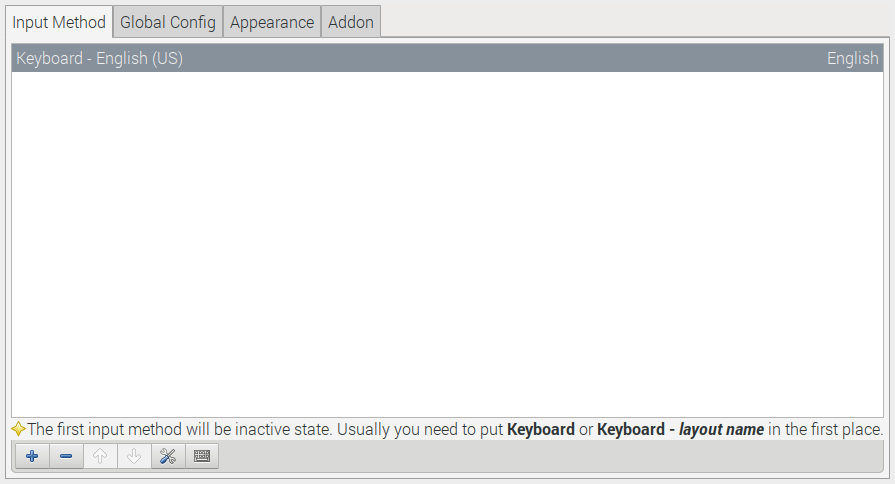 Input Method Global Config Appearance Addon
Keyboard - English (US) English
The first input method will be inactive state. Usually you need to put Keyboard or Keyboard - layout name in the first place.